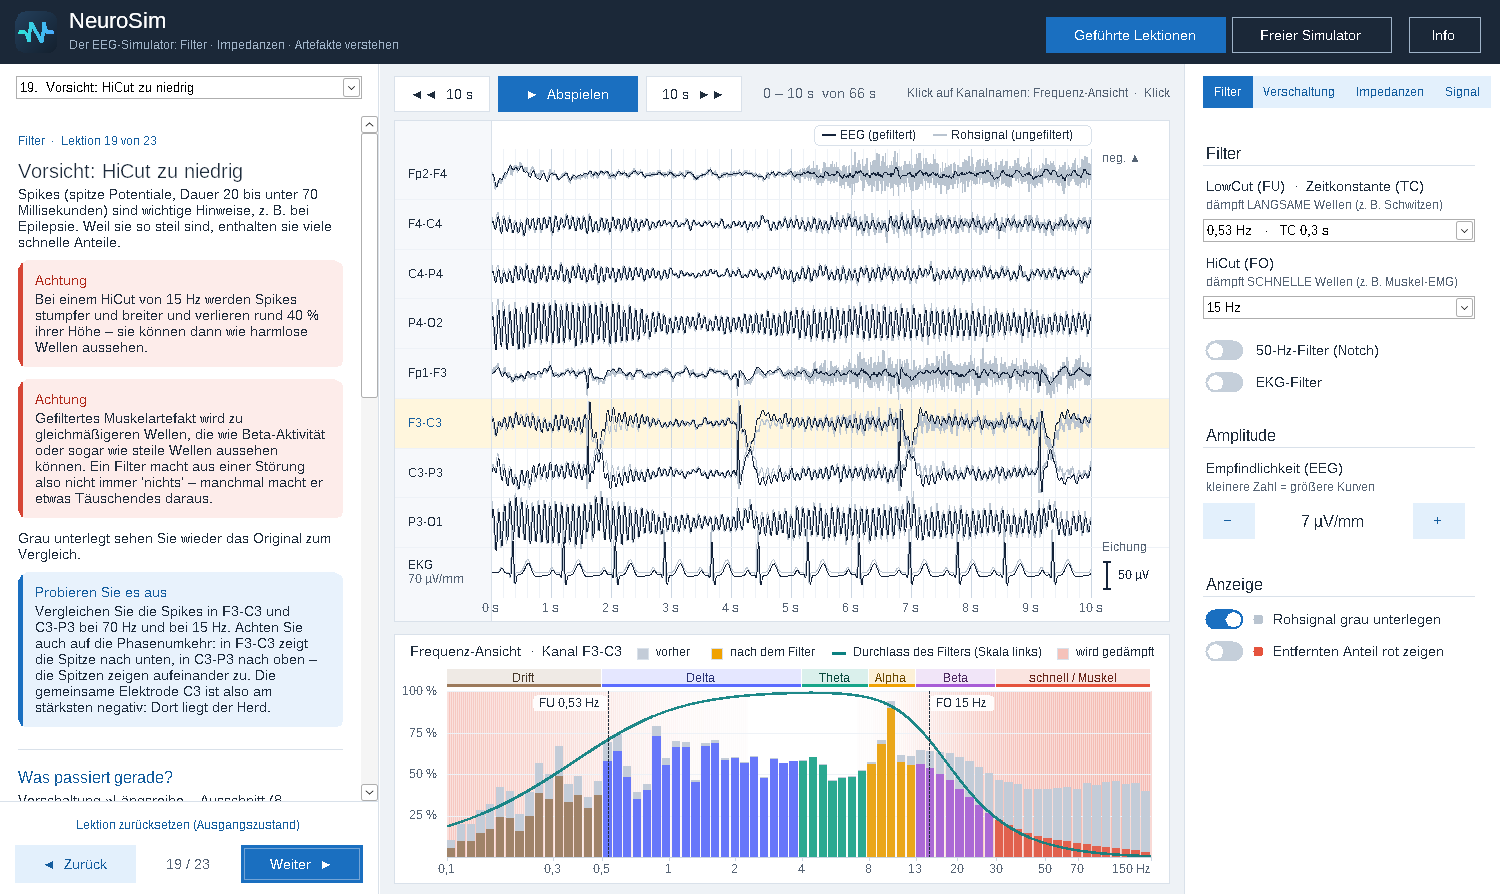 NeuroSim
Der EEG-Simulator: Filter · Impedanzen · Artefakte verstehen
Geführte Lektionen
Freier Simulator
Info
19. Vorsicht: HiCut zu niedrig
Filter · Lektion 19 von 23
Vorsicht: HiCut zu niedrig
Spikes (spitze Potentiale, Dauer 20 bis unter 70
Millisekunden) sind wichtige Hinweise, z. B. bei
Epilepsie. Weil sie so steil sind, enthalten sie viele
schnelle Anteile.
Achtung
Bei einem HiCut von 15 Hz werden Spikes
stumpfer und breiter und verlieren rund 40 %
ihrer Höhe – sie können dann wie harmlose
Wellen aussehen.
Achtung
Gefiltertes Muskelartefakt wird zu
gleichmäßigeren Wellen, die wie Beta-Aktivität
oder sogar wie steile Wellen aussehen
können. Ein Filter macht aus einer Störung
also nicht immer 'nichts' – manchmal macht er
etwas Täuschendes daraus.
Grau unterlegt sehen Sie wieder das Original zum
Vergleich.
Probieren Sie es aus
Vergleichen Sie die Spikes in F3-C3 und
C3-P3 bei 70 Hz und bei 15 Hz. Achten Sie
auch auf die Phasenumkehr: in F3-C3 zeigt
die Spitze nach unten, in C3-P3 nach oben –
die Spitzen zeigen aufeinander zu. Die
gemeinsame Elektrode C3 ist also am
stärksten negativ: Dort liegt der Herd.
Was passiert gerade?
Verschaltung »Längsreihe« Ausschnitt (8
Lektion zurücksetzen (Ausgangszustand)
◄ Zurück
19 / 23
Weiter ►
◄◄ 10 s
► Abspielen
10 s ►►
0 – 10 s von 66 s
Klick auf Kanalnamen: Frequenz-Ansicht · Klick
EEG (gefiltert)
Rohsignal (ungefiltert)
neg. ▲
Fp2-F4
F4-C4
C4-P4
P4-O2
Fp1-F3
F3-C3
C3-P3
P3-O1
EKG
70 µV/mm
Eichung
50 µV
0 s 1 s 2 s 3 s 4 s 5 s 6 s 7 s 8 s 9 s 10 s
Frequenz-Ansicht · Kanal F3-C3
vorher
nach dem Filter
Durchlass des Filters (Skala links)
wird gedämpft
Drift Delta Theta Alpha Beta schnell / Muskel
100 %
75 %
50 %
25 %
FU 0,53 Hz
FO 15 Hz
0,1 0,3 0,5 1 2 4 8 13 20 30 50 70 150 Hz
Filter
Verschaltung
Impedanzen
Signal
Filter
LowCut (FU) · Zeitkonstante (TC)
dämpft LANGSAME Wellen (z. B. Schwitzen)
0,53 Hz · TC 0,3 s
HiCut (FO)
dämpft SCHNELLE Wellen (z. B. Muskel-EMG)
15 Hz
50-Hz-Filter (Notch)
EKG-Filter
Amplitude
Empfindlichkeit (EEG)
kleinere Zahl = größere Kurven
− 7 µV/mm +
Anzeige
Rohsignal grau unterlegen
Entfernten Anteil rot zeigen